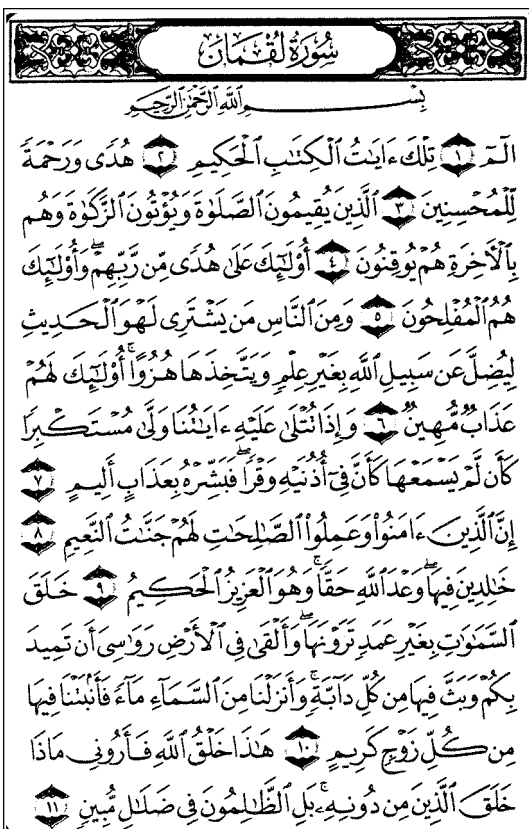 سُورَةُ لُقْمَان
بِسْمِ اللَّهِ الرَّحْمَٰنِ الرَّحِيمِ
الٓمٓ ١ تِلْكَ ءَايَٰتُ ٱلْكِتَٰبِ ٱلْحَكِيمِ ٢ هُدًى وَرَحْمَةً
لِّلْمُحْسِنِينَ ٣ ٱلَّذِينَ يُقِيمُونَ ٱلصَّلَوٰةَ وَيُؤْتُونَ ٱلزَّكَوٰةَ وَهُم
بِٱلْأَخِرَةِ هُمْ يُوقِنُونَ ٤ أُوْلَٰٓئِكَ عَلَىٰ هُدًى مِّن رَّبِّهِمْۖ وَأُوْلَٰٓئِكَ
هُمُ ٱلْمُفْلِحُونَ ٥ وَمِنَ ٱلنَّاسِ مَن يَشْتَرِى لَهْوَ ٱلْحَدِيثِ
لِيُضِلَّ عَن سَبِيلِ ٱللَّهِ بِغَيْرِ عِلْمٍ وَيَتَّخِذَهَا هُزُوًاۚ أُوْلَٰٓئِكَ لَهُمْ
عَذَابٌ مُّهِينٌ ٦ وَإِذَا تُتْلَىٰ عَلَيْهِ ءَايَٰتُنَا وَلَّىٰ مُسْتَكْبِرًا
كَأَن لَّمْ يَسْمَعْهَا كَأَنَّ فِىٓ أُذُنَيْهِ وَقْرًاۖ فَبَشِّرْهُ بِعَذَابٍ أَلِيمٍ ٧
إِنَّ ٱلَّذِينَ ءَامَنُوا۟ وَعَمِلُوا۟ ٱلصَّٰلِحَٰتِ لَهُمْ جَنَّٰتُ ٱلنَّعِيمِ ٨
خَٰلِدِينَ فِيهَاۖ وَعْدَ ٱللَّهِ حَقًّاۚ وَهُوَ ٱلْعَزِيزُ ٱلْحَكِيمُ ٩ خَلَقَ
ٱلسَّمَٰوَٰتِ بِغَيْرِ عَمَدٍ تَرَوْنَهَاۖ وَأَلْقَىٰ فِى ٱلْأَرْضِ رَوَٰسِىَ أَن تَمِيدَ
بِكُمْ وَبَثَّ فِيهَا مِن كُلِّ دَآبَّةٍۚ وَأَنزَلْنَا مِنَ ٱلسَّمَآءِ مَآءً فَأَنۢبَتْنَا فِيهَا
مِن كُلِّ زَوْجٍ كَرِيمٍ ١٠ هَٰذَا خَلْقُ ٱللَّهِ فَأَرُونِى مَاذَا
خَلَقَ ٱلَّذِينَ مِن دُونِهِۦۚ بَلِ ٱلظَّٰلِمُونَ فِى ضَلَٰلٍ مُّبِينٍ ١١